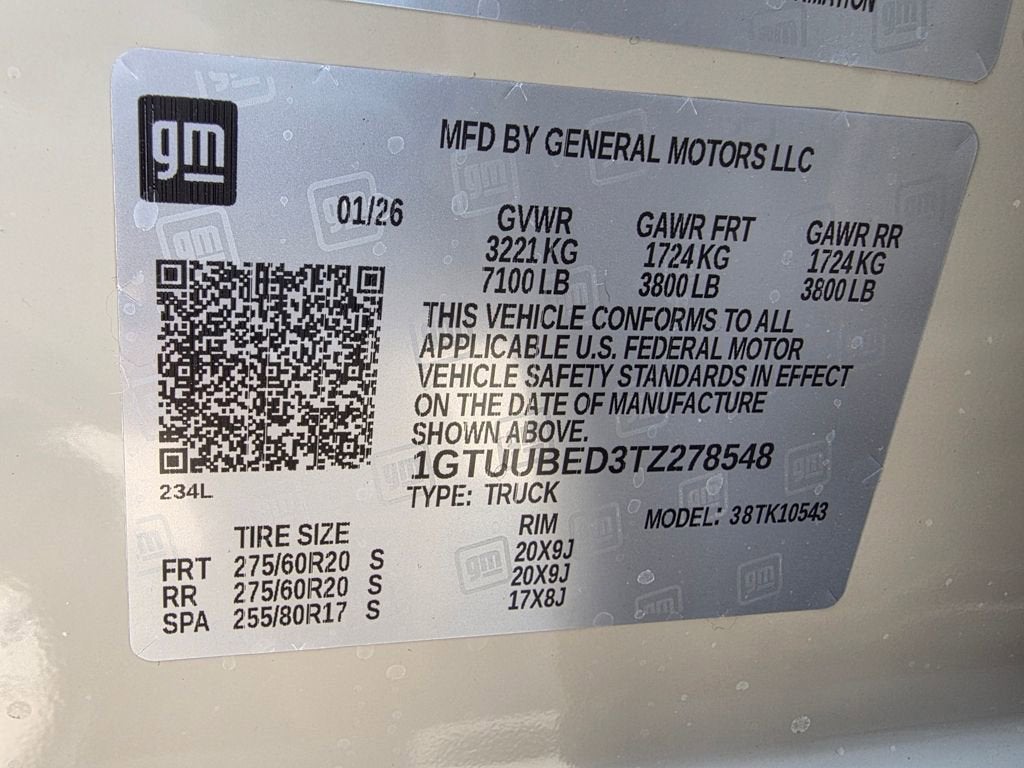 gm
MFD BY GENERAL MOTORS LLC
01/26
GVWR GAWR FRT GAWR RR
3221 KG 1724 KG 1724 KG
7100 LB 3800 LB 3800 LB
THIS VEHICLE CONFORMS TO ALL
APPLICABLE U.S. FEDERAL MOTOR
VEHICLE SAFETY STANDARDS IN EFFECT
ON THE DATE OF MANUFACTURE
SHOWN ABOVE.
1GTUUBED3TZ278548
234L
TYPE: TRUCK
MODEL: 38TK10543
TIRE SIZE RIM
FRT 275/60R20 S 20X9J
RR 275/60R20 S 20X9J
SPA 255/80R17 S 17X8J